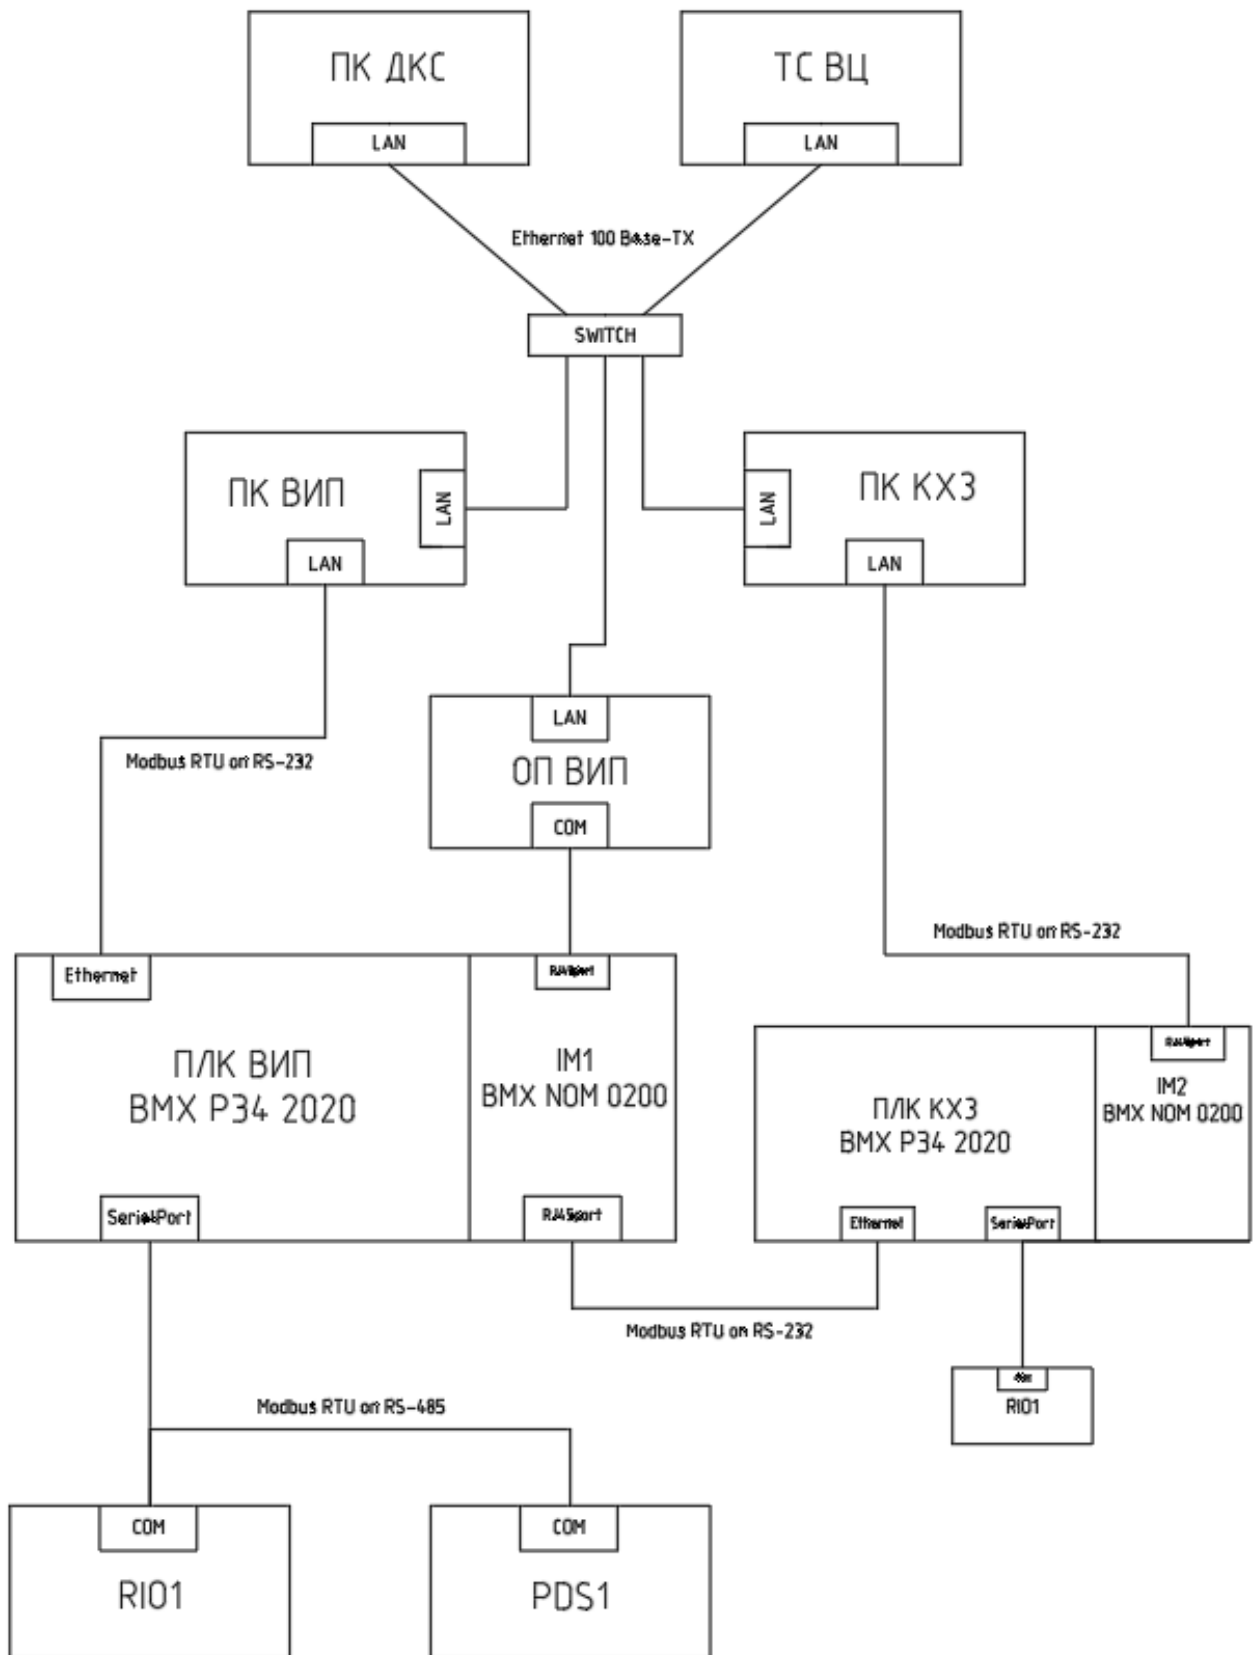 ПК ДКС
LAN
ТС ВЦ
LAN
Ethernet 100 Base-TX
SWITCH
ПК ВИП
LAN
LAN
ПК КХЗ
LAN
LAN
LAN
ОП ВИП
COM
Modbus RTU on RS-232
Modbus RTU on RS-232
Ethernet
RJ45port
ПЛК ВИП
BMX P34 2020
IM1
BMX NOM 0200
SerialPort
RJ45port
RJ45port
IM2
BMX NOM 0200
ПЛК КХЗ
BMX P34 2020
Ethernet
SerialPort
Modbus RTU on RS-232
RIO1
Modbus RTU on RS-485
COM
RIO1
COM
PDS1